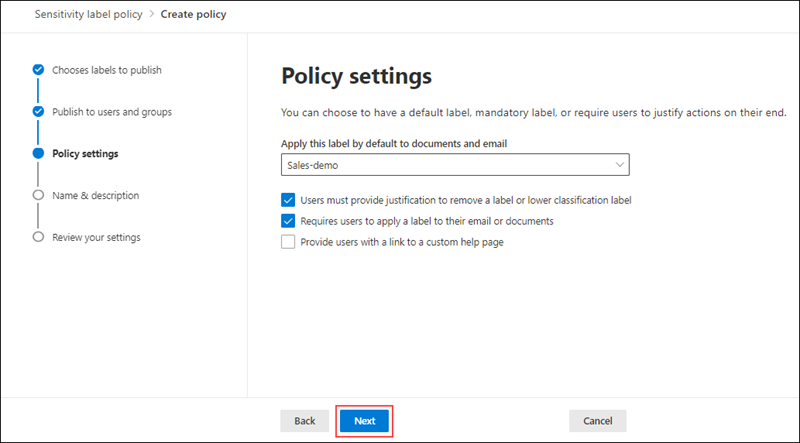 Sensitivity label policy > Create policy
Chooses labels to publish
Publish to users and groups
Policy settings
Name & description
Review your settings
Policy settings
You can choose to have a default label, mandatory label, or require users to justify actions on their end.
Apply this label by default to documents and email
Sales-demo
Users must provide justification to remove a label or lower classification label
Requires users to apply a label to their email or documents
Provide users with a link to a custom help page
Back Next Cancel